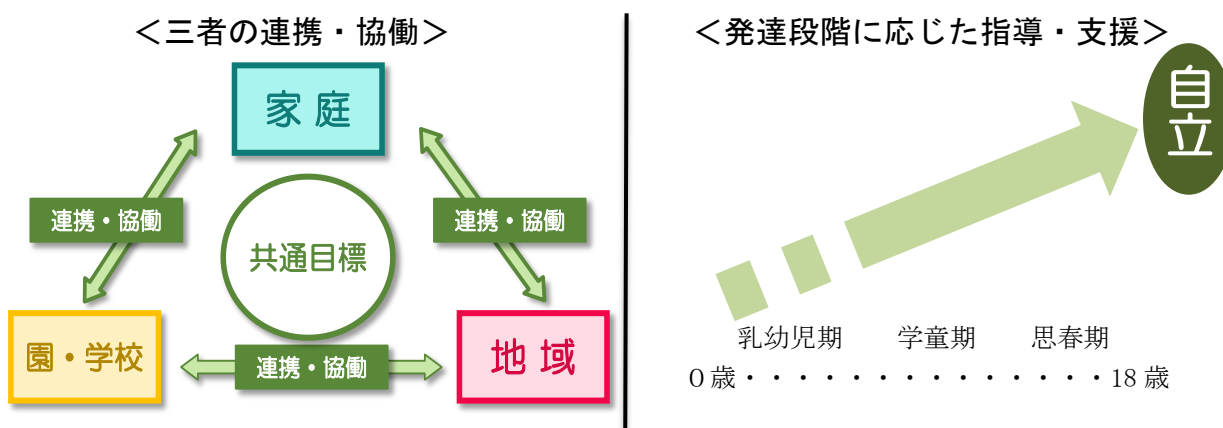 ＜三者の連携・協働＞
家庭
連携・協働
連携・協働
共通目標
園・学校
連携・協働
地域
＜発達段階に応じた指導・支援＞
自立
乳幼児期 学童期 思春期
０歳・・・・・・・・・・・・・・18 歳